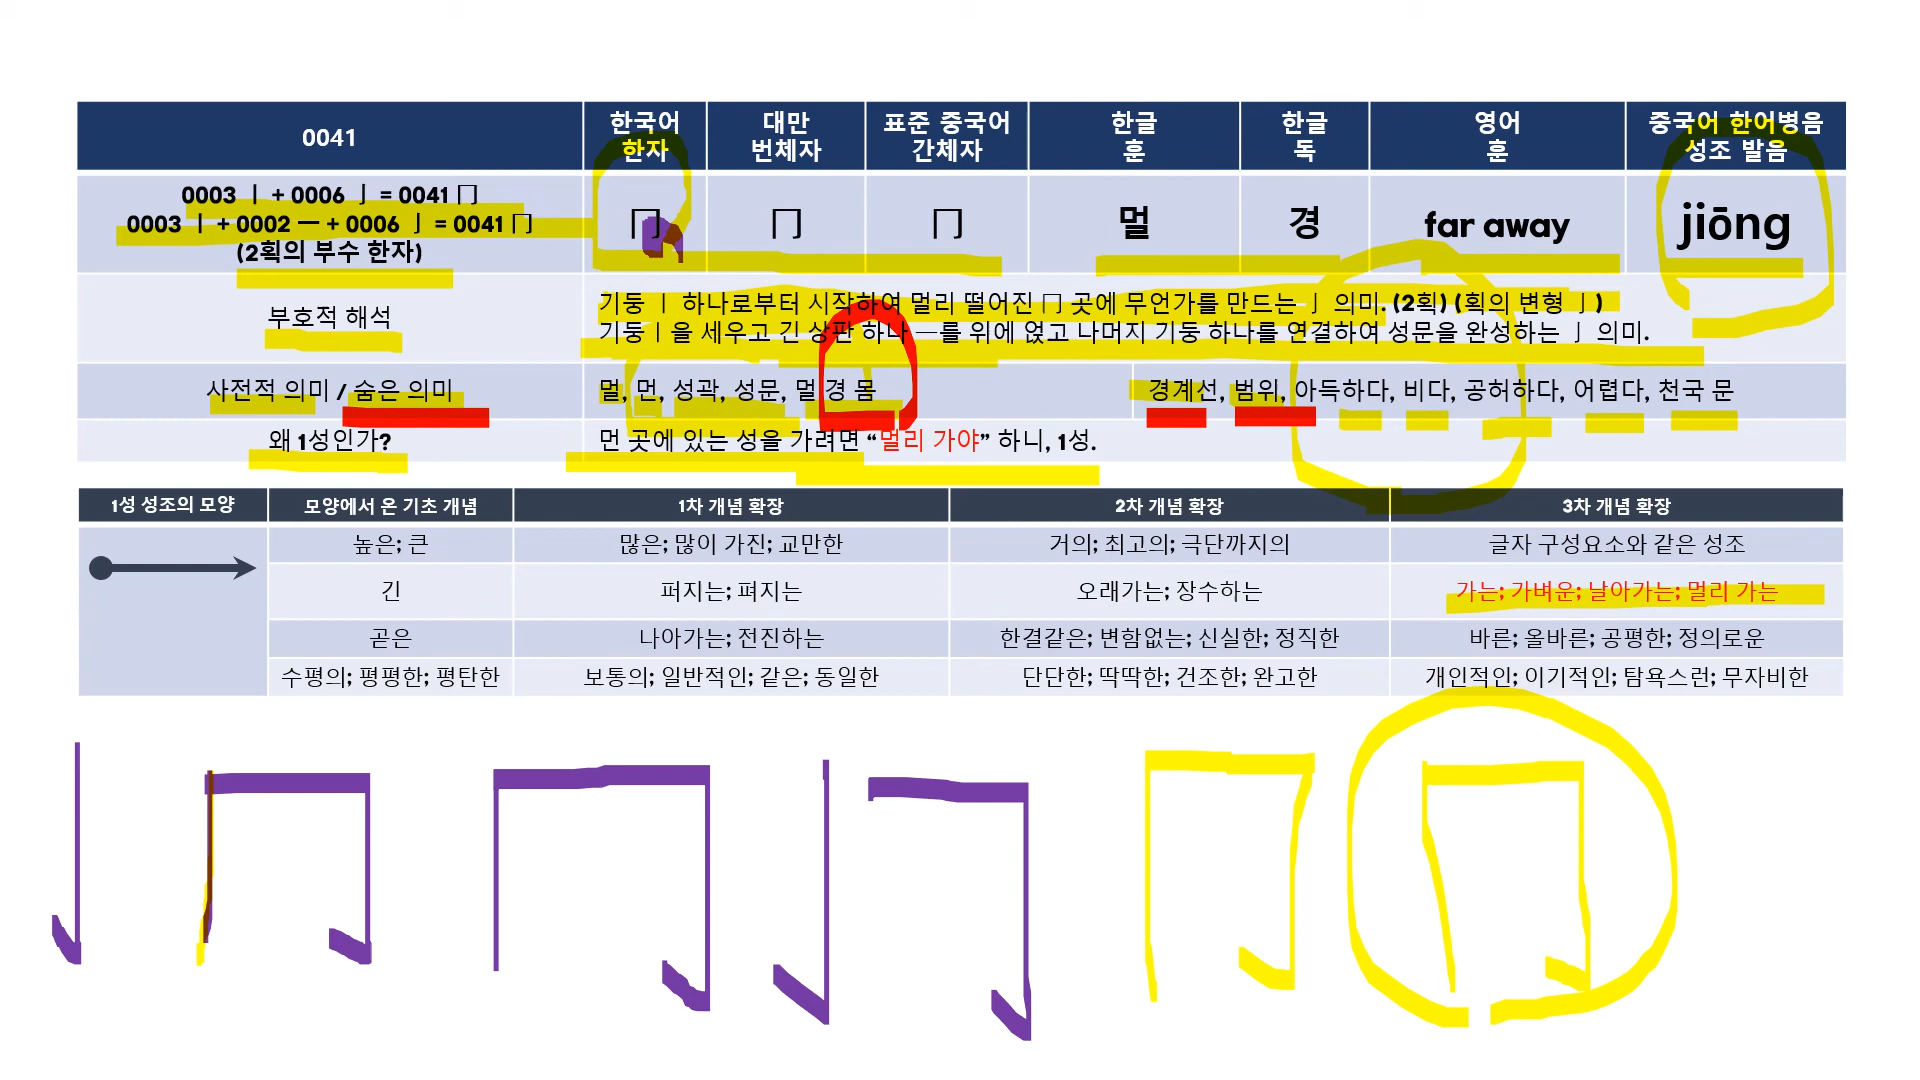 0041
한국어 한자
대만 번체자
표준 중국어 간체자
한글 훈
한글 독
영어 훈
중국어 한어병음 성조 발음
0003 丨 + 0006 亅 = 0041 冂
0003 丨 + 0002 一 + 0006 亅 = 0041 冂
(2획의 부수 한자)
冂
冂
冂
멀
경
far away
jiōng
부호적 해석
기둥 丨 하나로부터 시작하여 멀리 떨어진 冂 곳에 무언가를 만드는 亅 의미. (2획) (획의 변형 亅)
기둥丨을 세우고 긴 상판 하나 一를 위에 얹고 나머지 기둥 하나를 연결하여 성문을 완성하는 亅 의미.
사전적 의미 / 숨은 의미
멀, 먼, 성곽, 성문, 멀 경 몸
경계선, 범위, 아득하다, 비다, 공허하다, 어렵다, 천국 문
왜 1성인가?
먼 곳에 있는 성을 가려면 “멀리 가야” 하니, 1성.
1성 성조의 모양
모양에서 온 기초 개념
1차 개념 확장
2차 개념 확장
3차 개념 확장
높은; 큰
많은; 많이 가진; 교만한
거의; 최고의; 극단까지의
글자 구성요소와 같은 성조
긴
퍼지는; 펴지는
오래가는; 장수하는
가는; 가벼운; 날아가는; 멀리 가는
곧은
나아가는; 전진하는
한결같은; 변함없는; 신실한; 정직한
바른; 올바른; 공평한; 정의로운
수평의; 평평한; 평탄한
보통의; 일반적인; 같은; 동일한
단단한; 딱딱한; 건조한; 완고한
개인적인; 이기적인; 탐욕스런; 무자비한